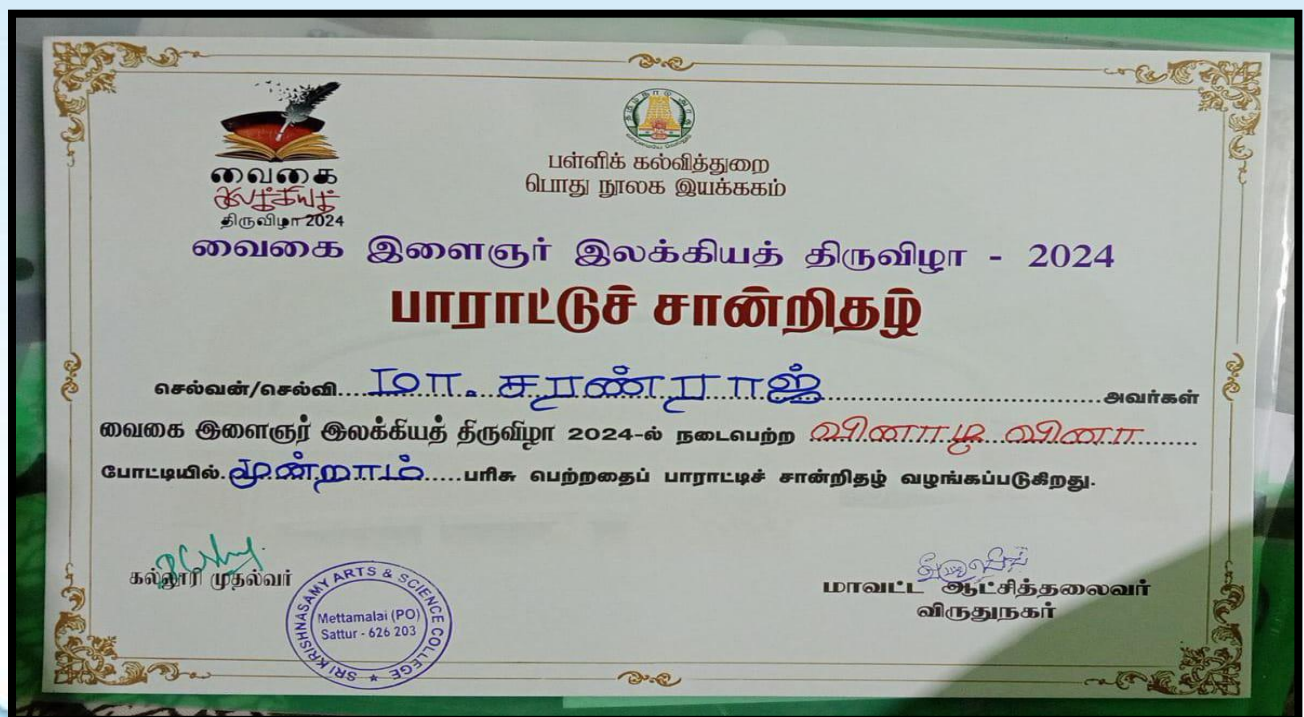 வைகை
இலக்கியத்
திருவிழா 2024
பள்ளிக் கல்வித்துறை
பொது நூலக இயக்ககம்
வைகை இளைஞர் இலக்கியத் திருவிழா - 2024
பாராட்டுச் சான்றிதழ்
செல்வன்/செல்வி....மா. சரண்ராஜ்....அவர்கள்
வைகை இளைஞர் இலக்கியத் திருவிழா 2024-ல் நடைபெற்ற வினாடி வினா
போட்டியில்.மூன்றாம்.....பரிசு பெற்றதைப் பாராட்டிச் சான்றிதழ் வழங்கப்படுகிறது.
கல்லூரி முதல்வர்
SRI KRISHNASAMY ARTS & SCIENCE COLLEGE
Mettamalai (PO)
Sattur - 626 203
மாவட்ட ஆட்சித்தலைவர்
விருதுநகர்